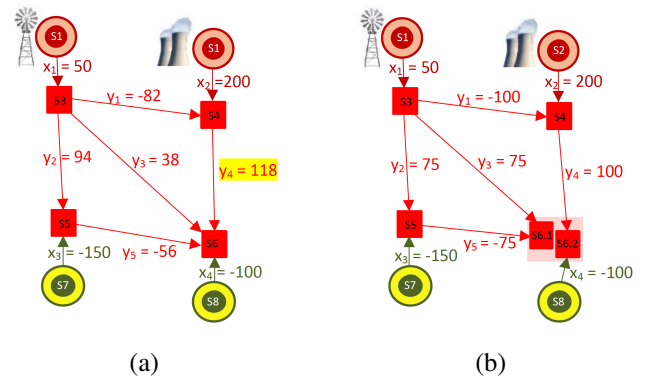 S1
S1
x1 = 50
x2 = 200
S3
y1 = -82
S4
y2 = 94
y3 = 38
y4 = 118
S5
y5 = -56
S6
x3 = -150
x4 = -100
S7
S8
(a)
S1
S2
x1 = 50
x2 = 200
S3
y1 = -100
S4
y2 = 75
y3 = 75
y4 = 100
S5
y5 = -75
S6.1
S6.2
x3 = -150
x4 = -100
S7
S8
(b)